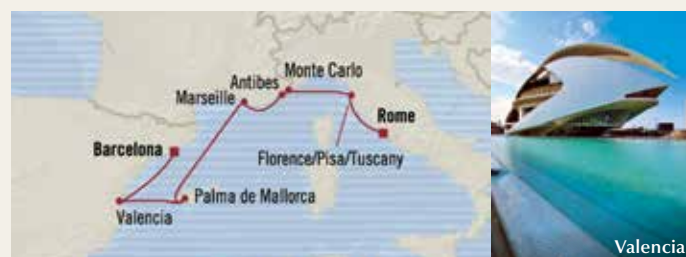 Monte Carlo
Antibes
Marseille
Rome
Barcelona
Florence/Pisa/Tuscany
Palma de Mallorca
Valencia
Valencia